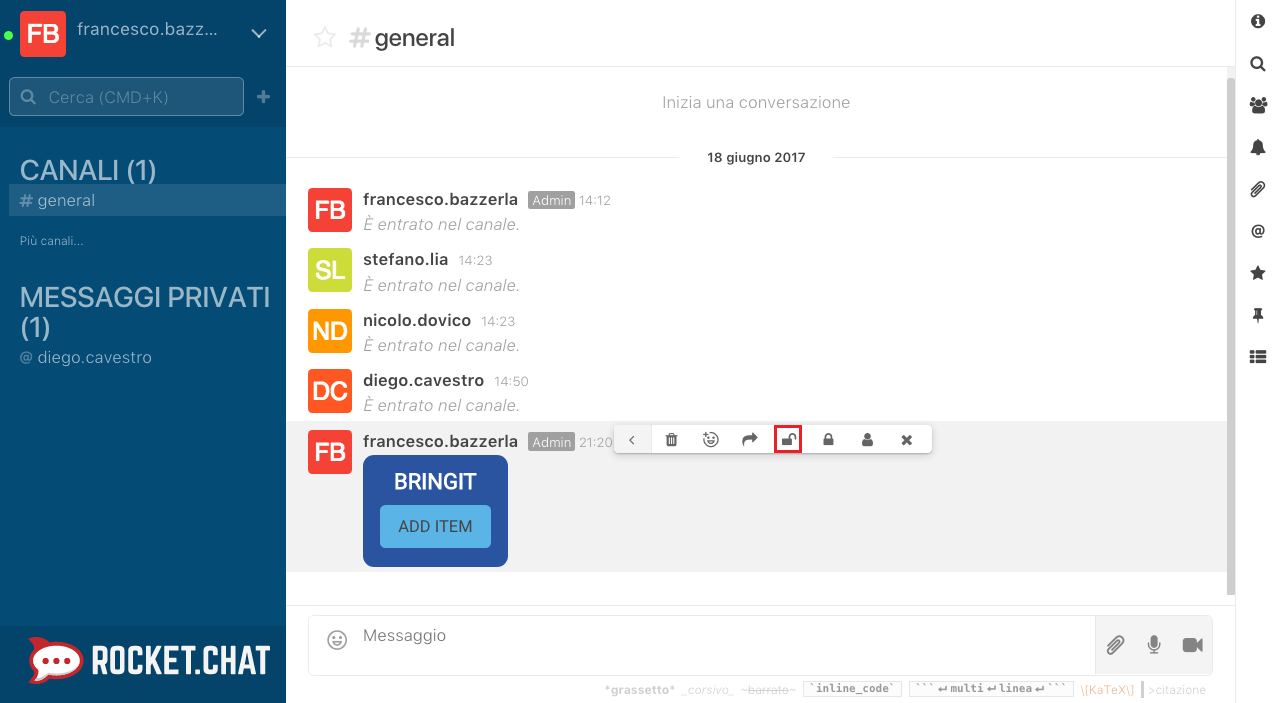 FB francesco.bazz...
Cerca (CMD+K)
CANALI (1)
# general
Più canali...
MESSAGGI PRIVATI
(1)
@ diego.cavestro
ROCKET.CHAT
# general
Inizia una conversazione
18 giugno 2017
FB francesco.bazzerla Admin 14:12
È entrato nel canale.
SL stefano.lia 14:23
È entrato nel canale.
ND nicolo.dovico 14:23
È entrato nel canale.
DC diego.cavestro 14:50
È entrato nel canale.
FB francesco.bazzerla Admin 21:20
BRINGIT
ADD ITEM
Messaggio
*grassetto* _corsivo_ ~barrato~ `inline_code` ```↵multi↵linea↵``` \[KaTeX\] >citazione